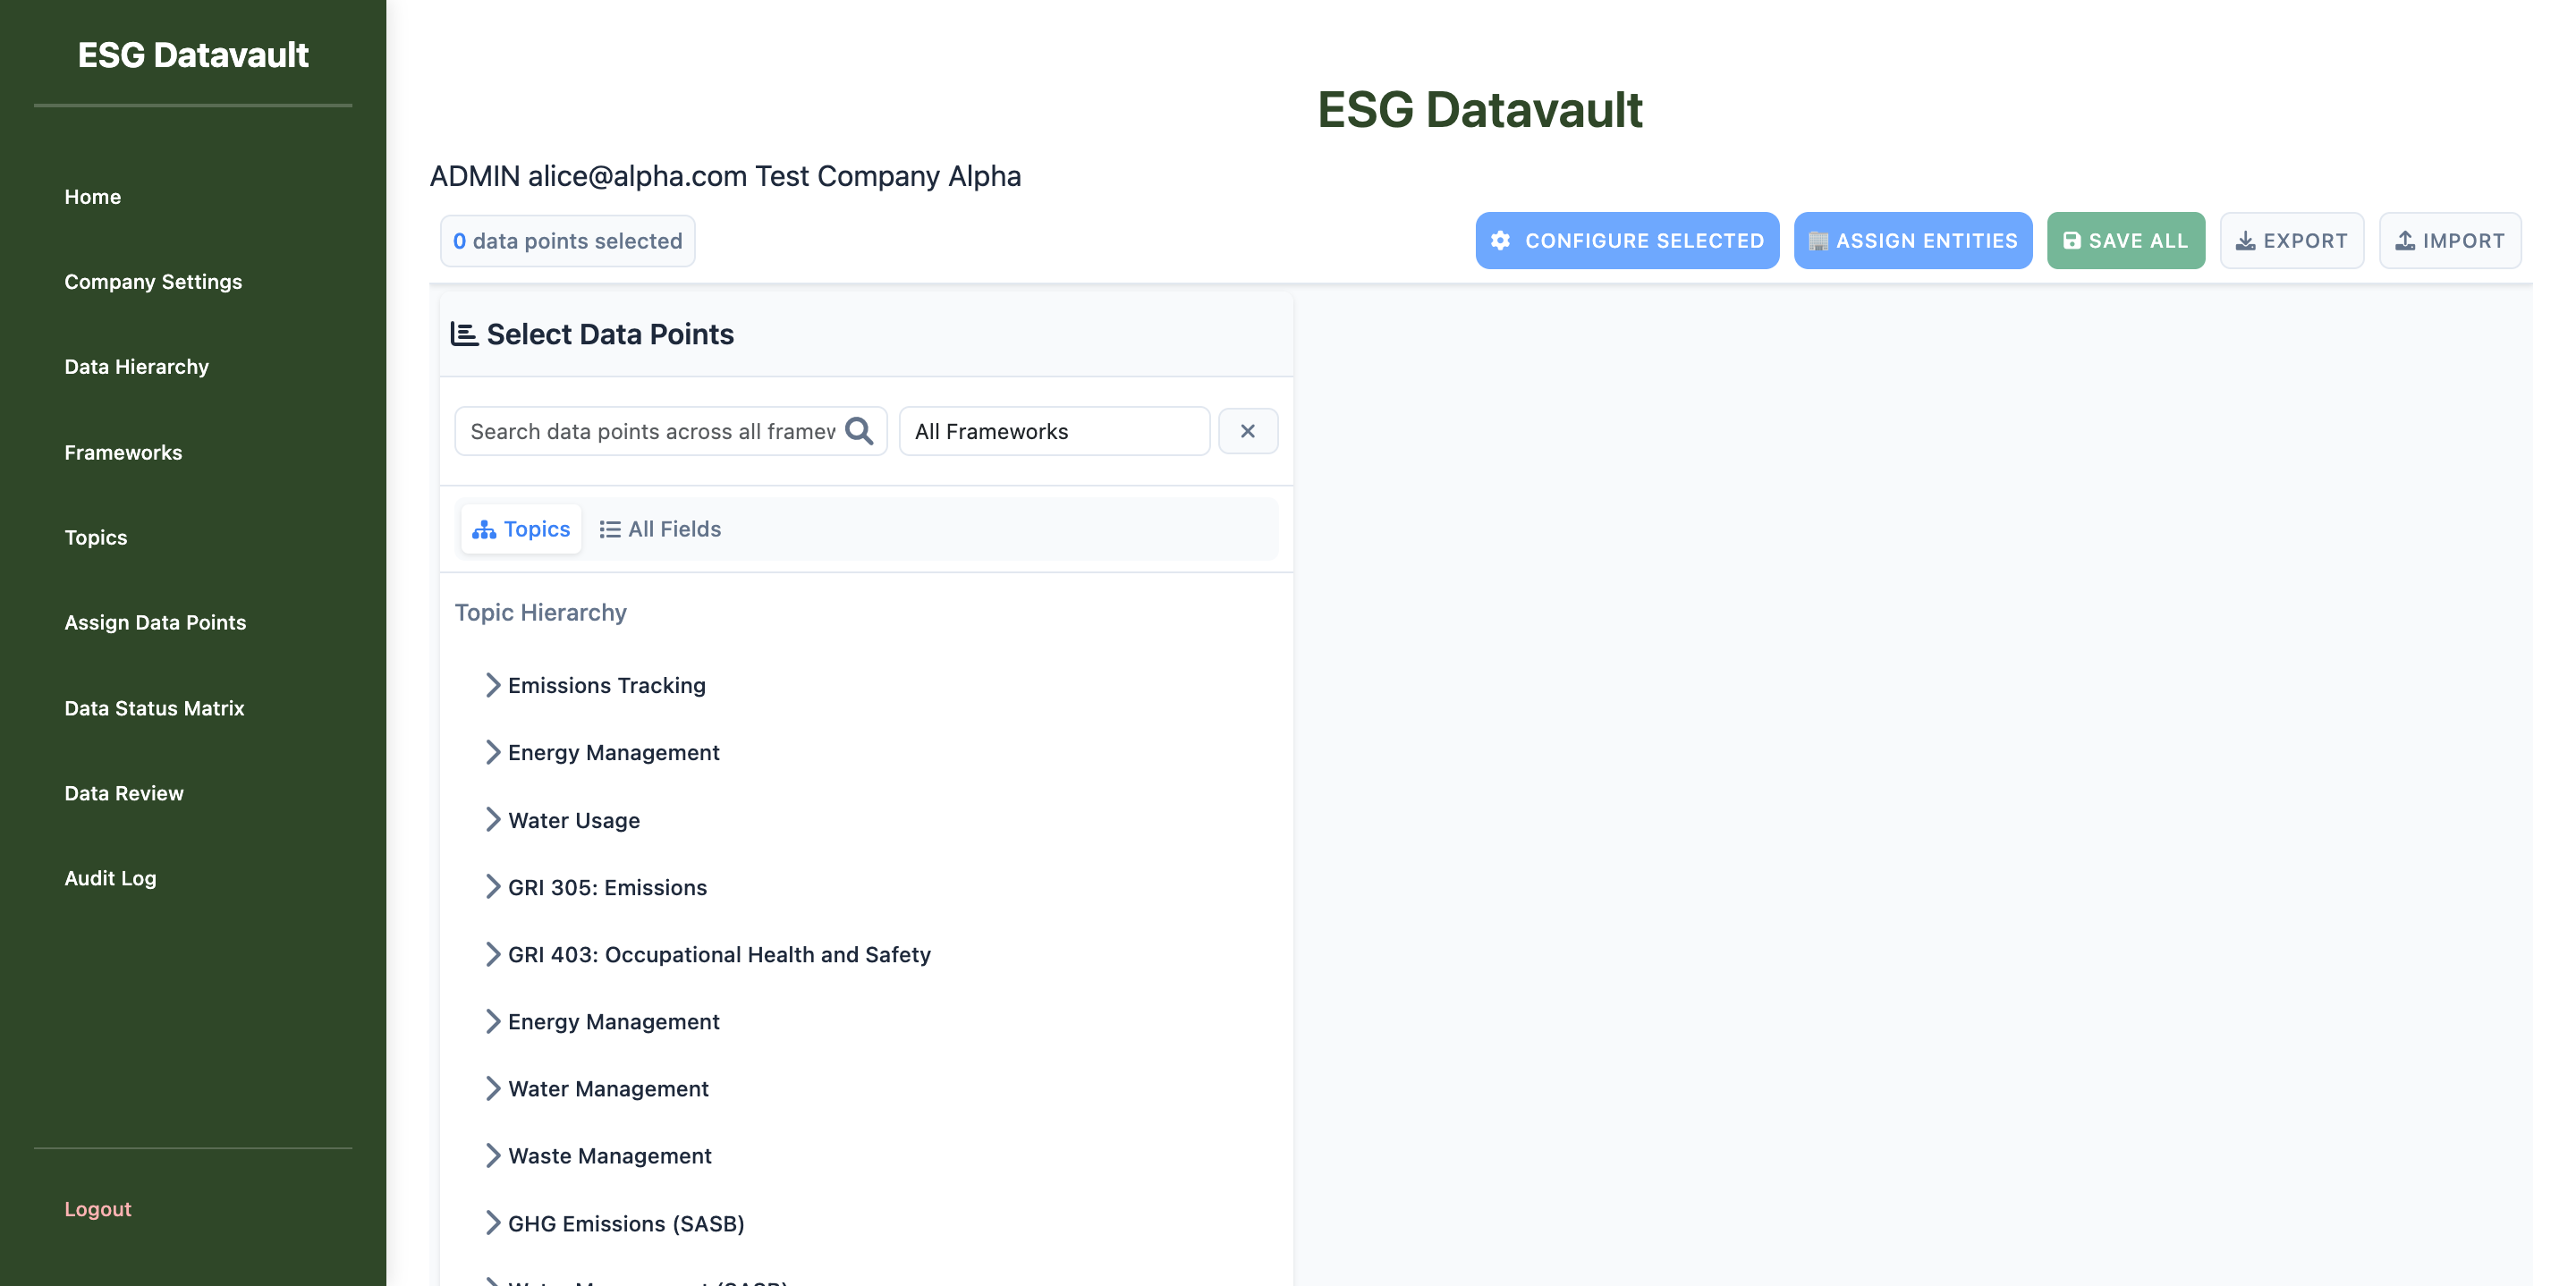 ESG Datavault
Home
Company Settings
Data Hierarchy
Frameworks
Topics
Assign Data Points
Data Status Matrix
Data Review
Audit Log
Logout
ESG Datavault
ADMIN alice@alpha.com Test Company Alpha
0 data points selected
CONFIGURE SELECTED
ASSIGN ENTITIES
SAVE ALL
EXPORT
IMPORT
Select Data Points
Search data points across all framew
All Frameworks
Topics
All Fields
Topic Hierarchy
Emissions Tracking
Energy Management
Water Usage
GRI 305: Emissions
GRI 403: Occupational Health and Safety
Energy Management
Water Management
Waste Management
GHG Emissions (SASB)
Water Management (SASB)